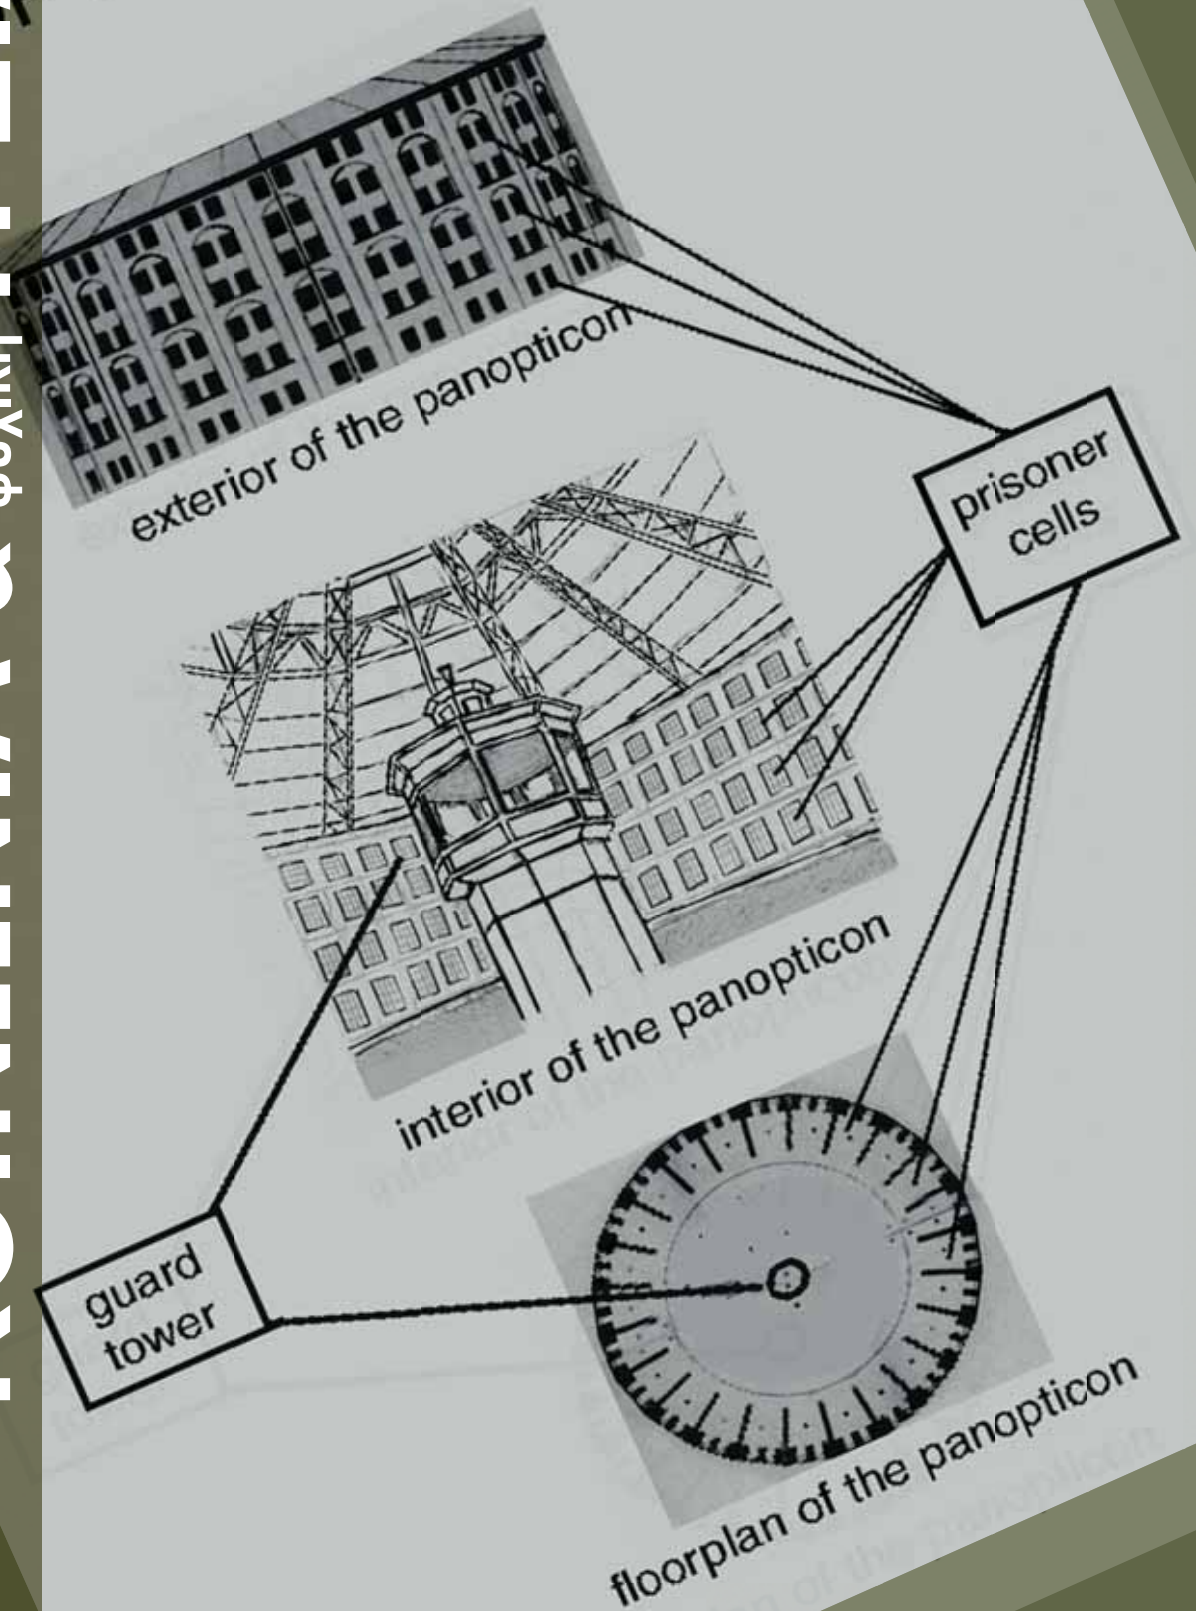 exterior of the panopticon
prisoner
cells
interior of the panopticon
guard
tower
floorplan of the panopticon